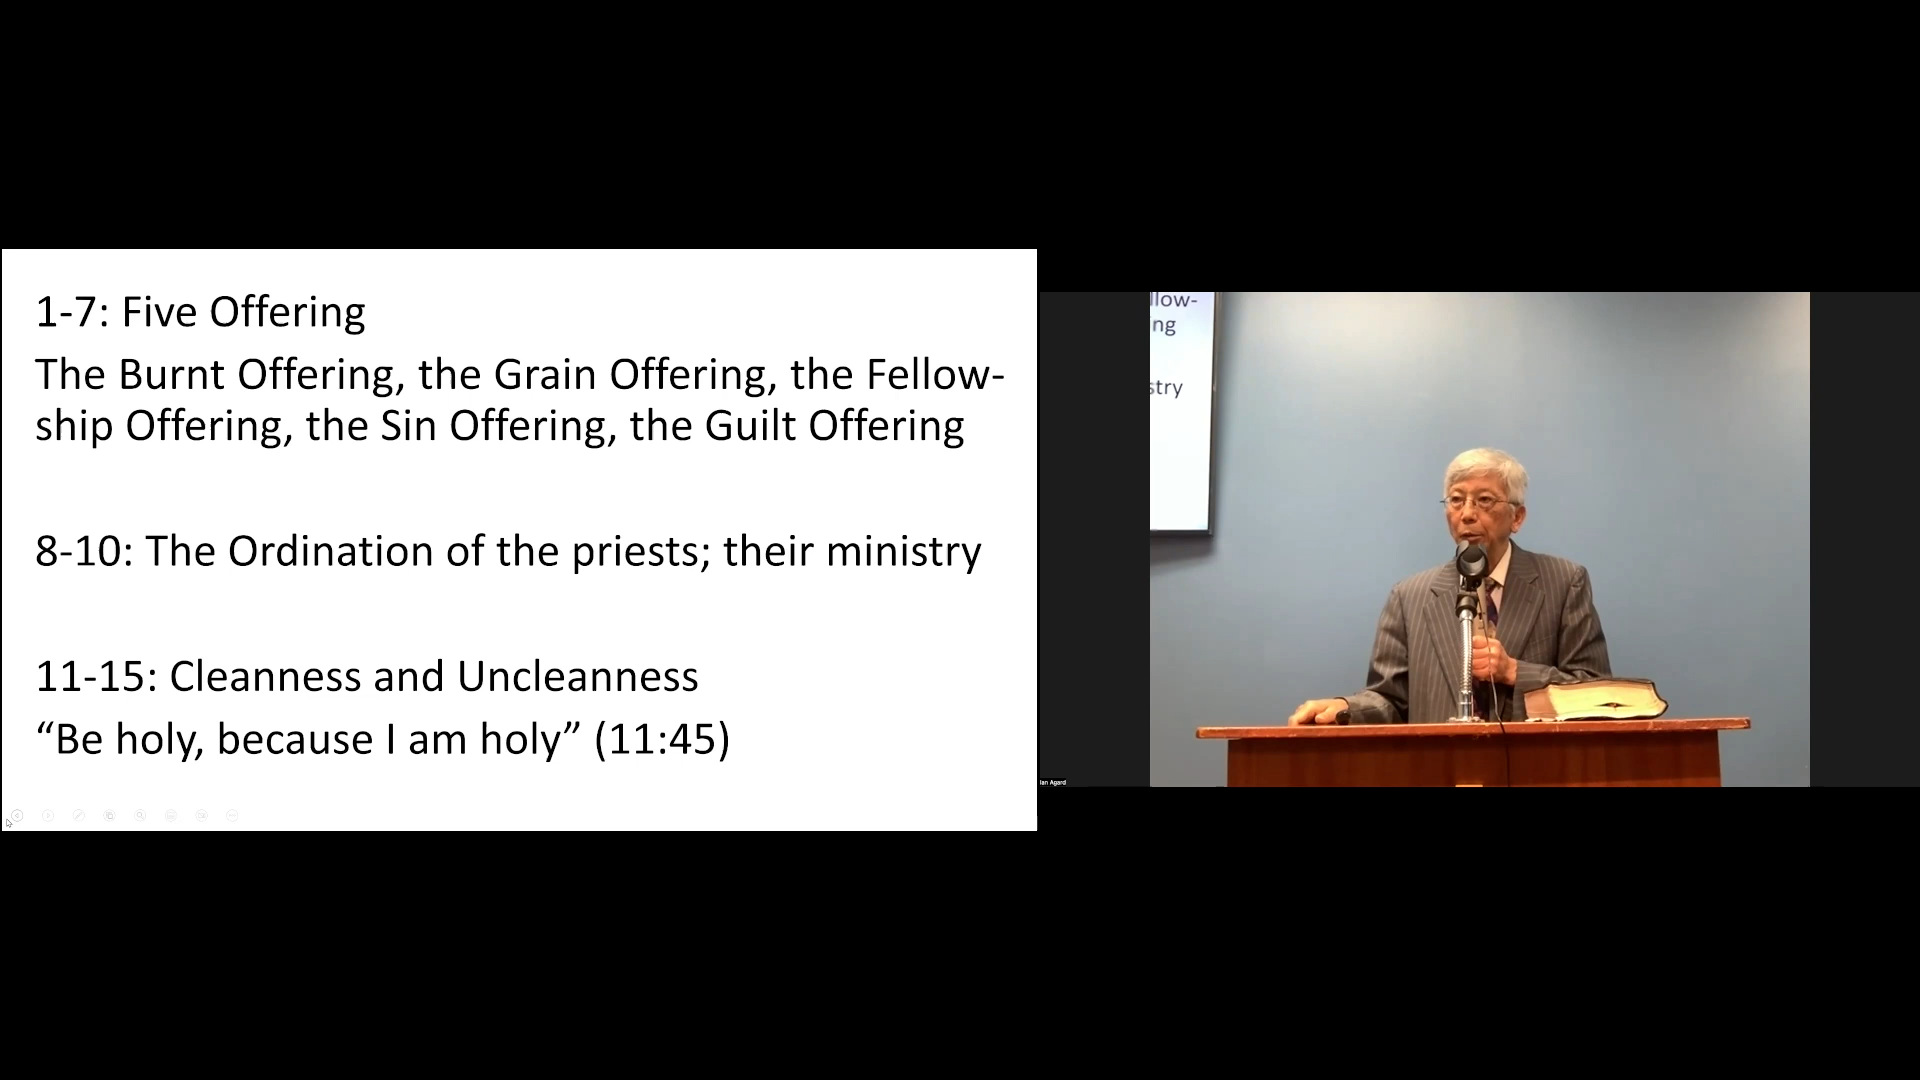 1-7: Five Offering
The Burnt Offering, the Grain Offering, the Fellow-
ship Offering, the Sin Offering, the Guilt Offering
8-10: The Ordination of the priests; their ministry
11-15: Cleanness and Uncleanness
“Be holy, because I am holy” (11:45)
llow-
ng
stry
Ian Agard